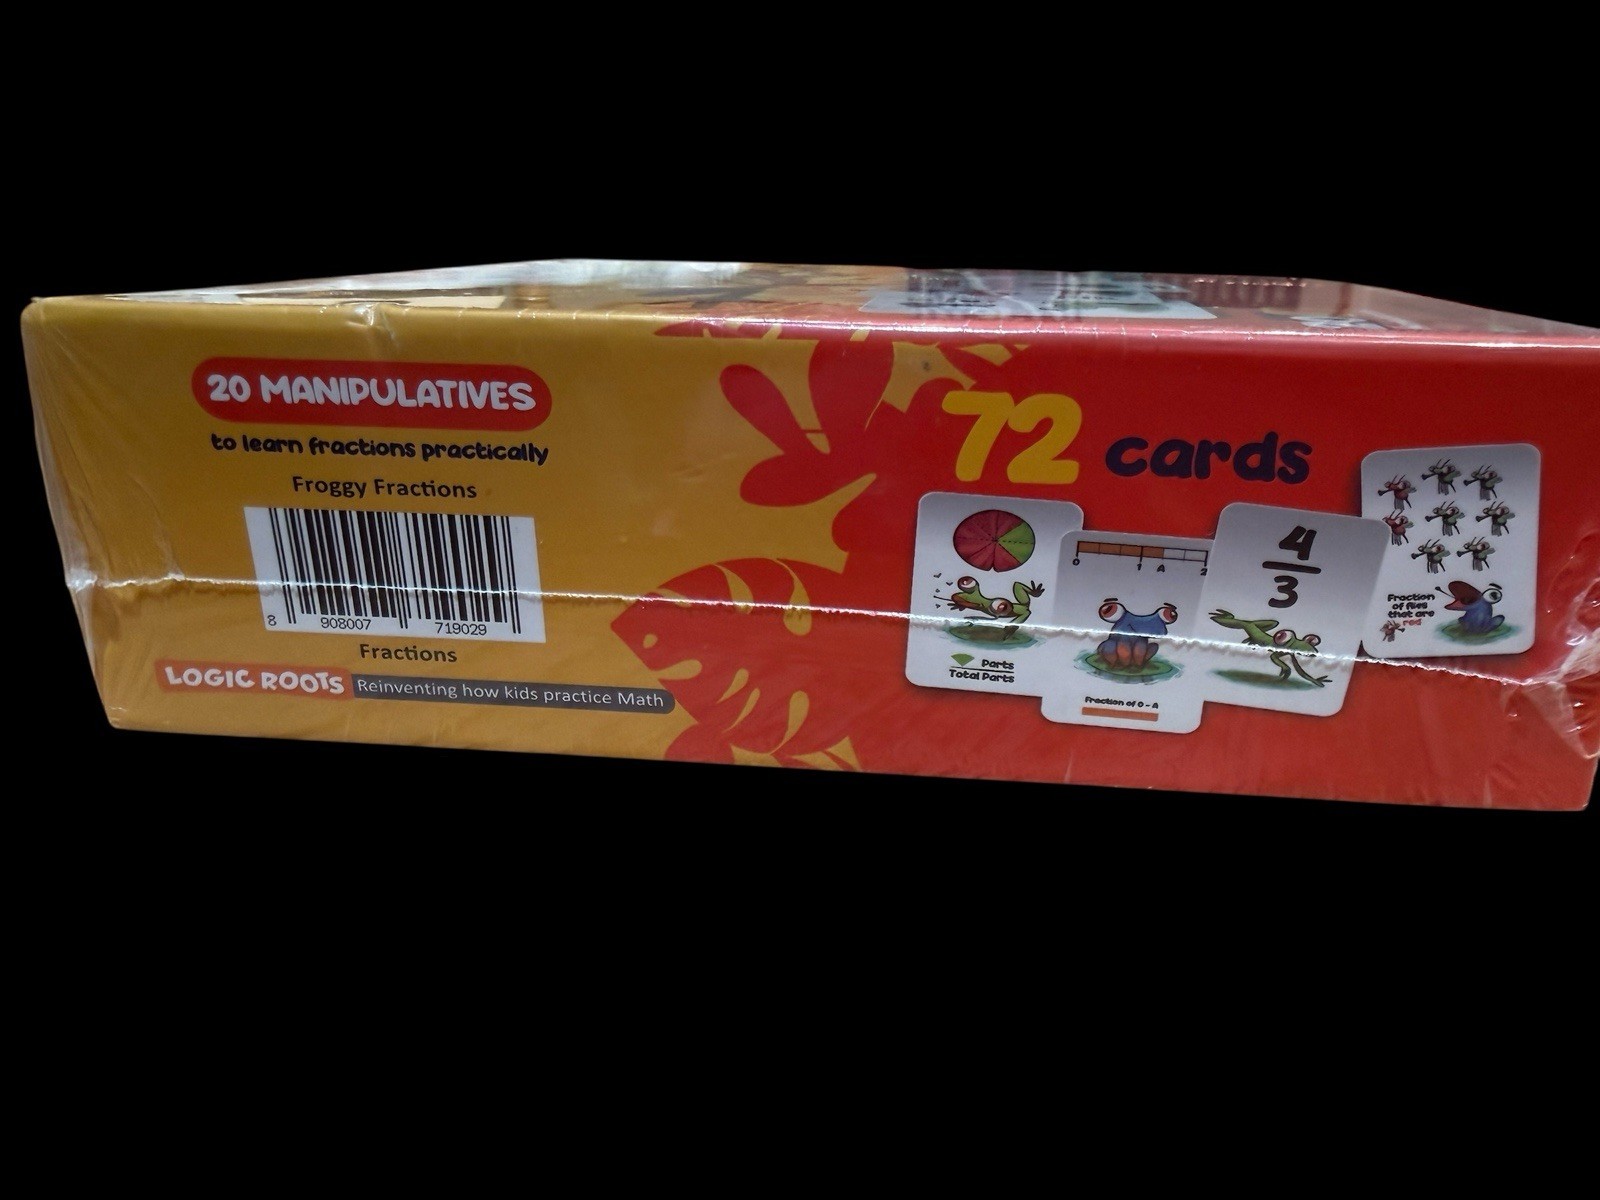 20 MANIPULATIVES
to learn fractions practically
Froggy Fractions
8 908007 719029
Fractions
LOGIC ROOTS
Reinventing how kids practice Math
72 cards
Parts
Total Parts
0 1 A 2
Fraction of 0 - A
4
3
Fraction
of flies
that are
red